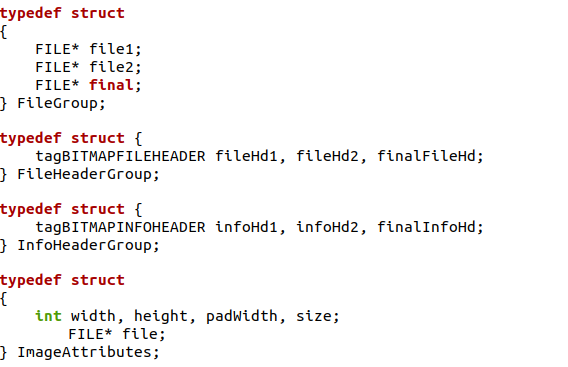 typedef struct
{
    FILE* file1;
    FILE* file2;
    FILE* final;
} FileGroup;

typedef struct {
    tagBITMAPFILEHEADER fileHd1, fileHd2, finalFileHd;
} FileHeaderGroup;

typedef struct {
    tagBITMAPINFOHEADER infoHd1, infoHd2, finalInfoHd;
} InfoHeaderGroup;

typedef struct
{
    int width, height, padWidth, size;
        FILE* file;
} ImageAttributes;